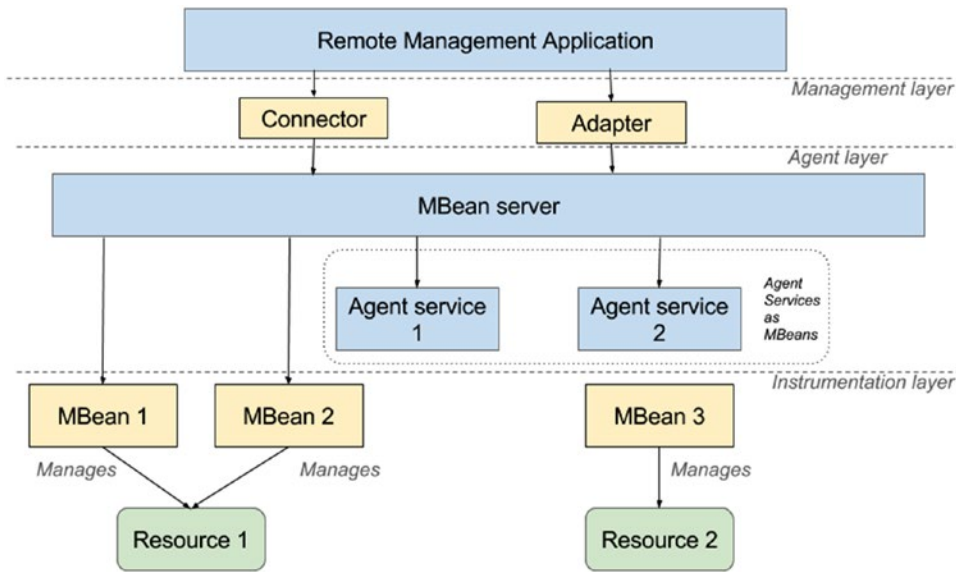 Remote Management Application
Management layer
Connector
Adapter
Agent layer
MBean server
Agent service
1
Agent service
2
Agent
Services
as
MBeans
Instrumentation layer
MBean 1
MBean 2
MBean 3
Manages
Manages
Manages
Resource 1
Resource 2